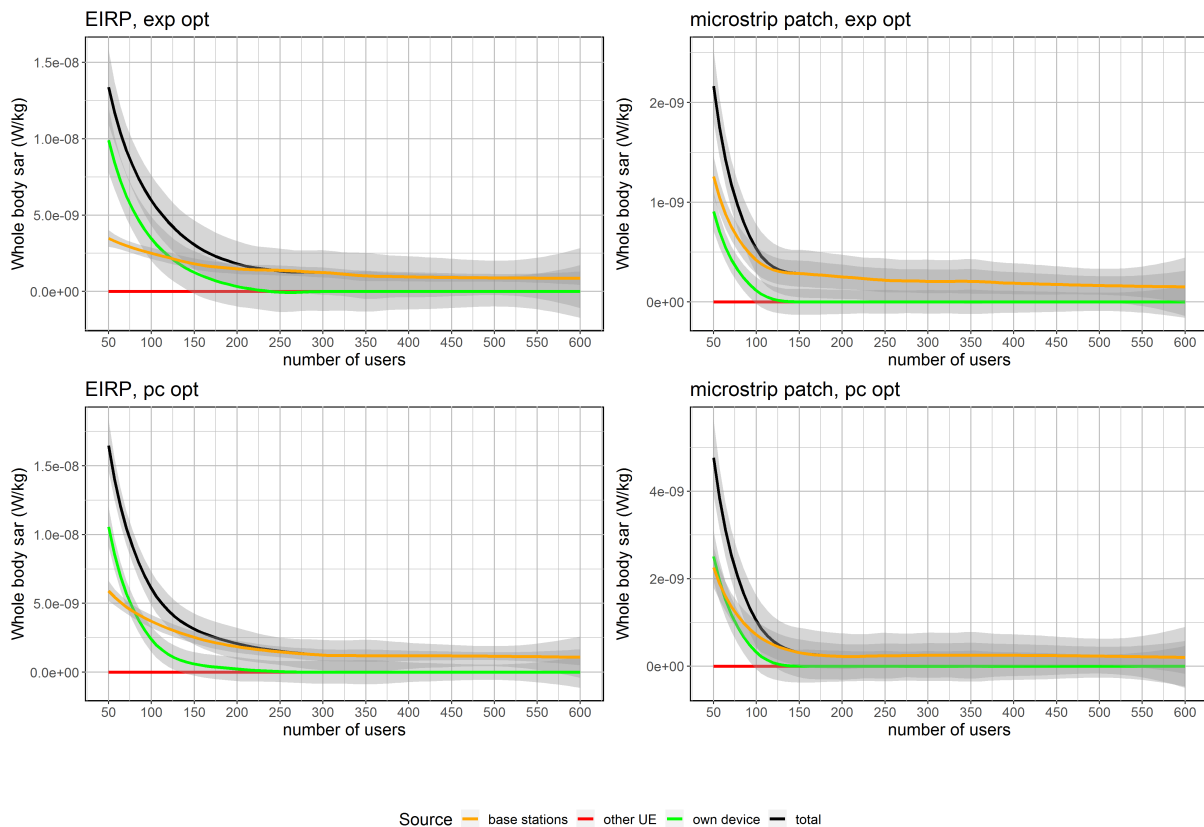 EIRP, exp opt
Whole body sar (W/kg)
1.5e-08
1.0e-08
5.0e-09
0.0e+00
50 100 150 200 250 300 350 400 450 500 550 600
number of users
microstrip patch, exp opt
Whole body sar (W/kg)
2e-09
1e-09
0e+00
50 100 150 200 250 300 350 400 450 500 550 600
number of users
EIRP, pc opt
Whole body sar (W/kg)
1.5e-08
1.0e-08
5.0e-09
0.0e+00
50 100 150 200 250 300 350 400 450 500 550 600
number of users
microstrip patch, pc opt
Whole body sar (W/kg)
4e-09
2e-09
0e+00
50 100 150 200 250 300 350 400 450 500 550 600
number of users
Source base stations other UE own device total